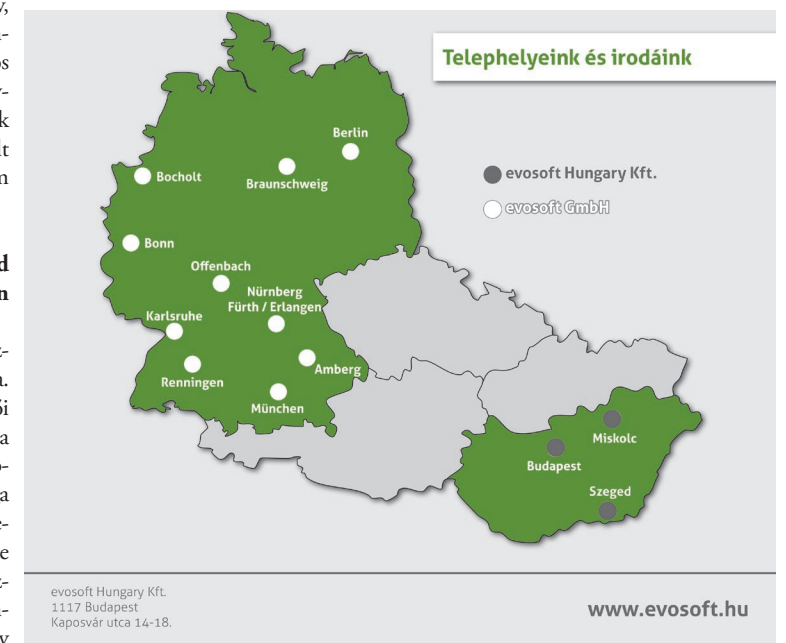 Telephelyeink és irodáink
evosoft Hungary Kft.
evosoft GmbH
Berlin
Braunschweig
Bocholt
Bonn
Offenbach
Nürnberg
Fürth / Erlangen
Karlsruhe
Amberg
Renningen
München
Miskolc
Budapest
Szeged
evosoft Hungary Kft.
1117 Budapest
Kaposvár utca 14-18.
www.evosoft.hu